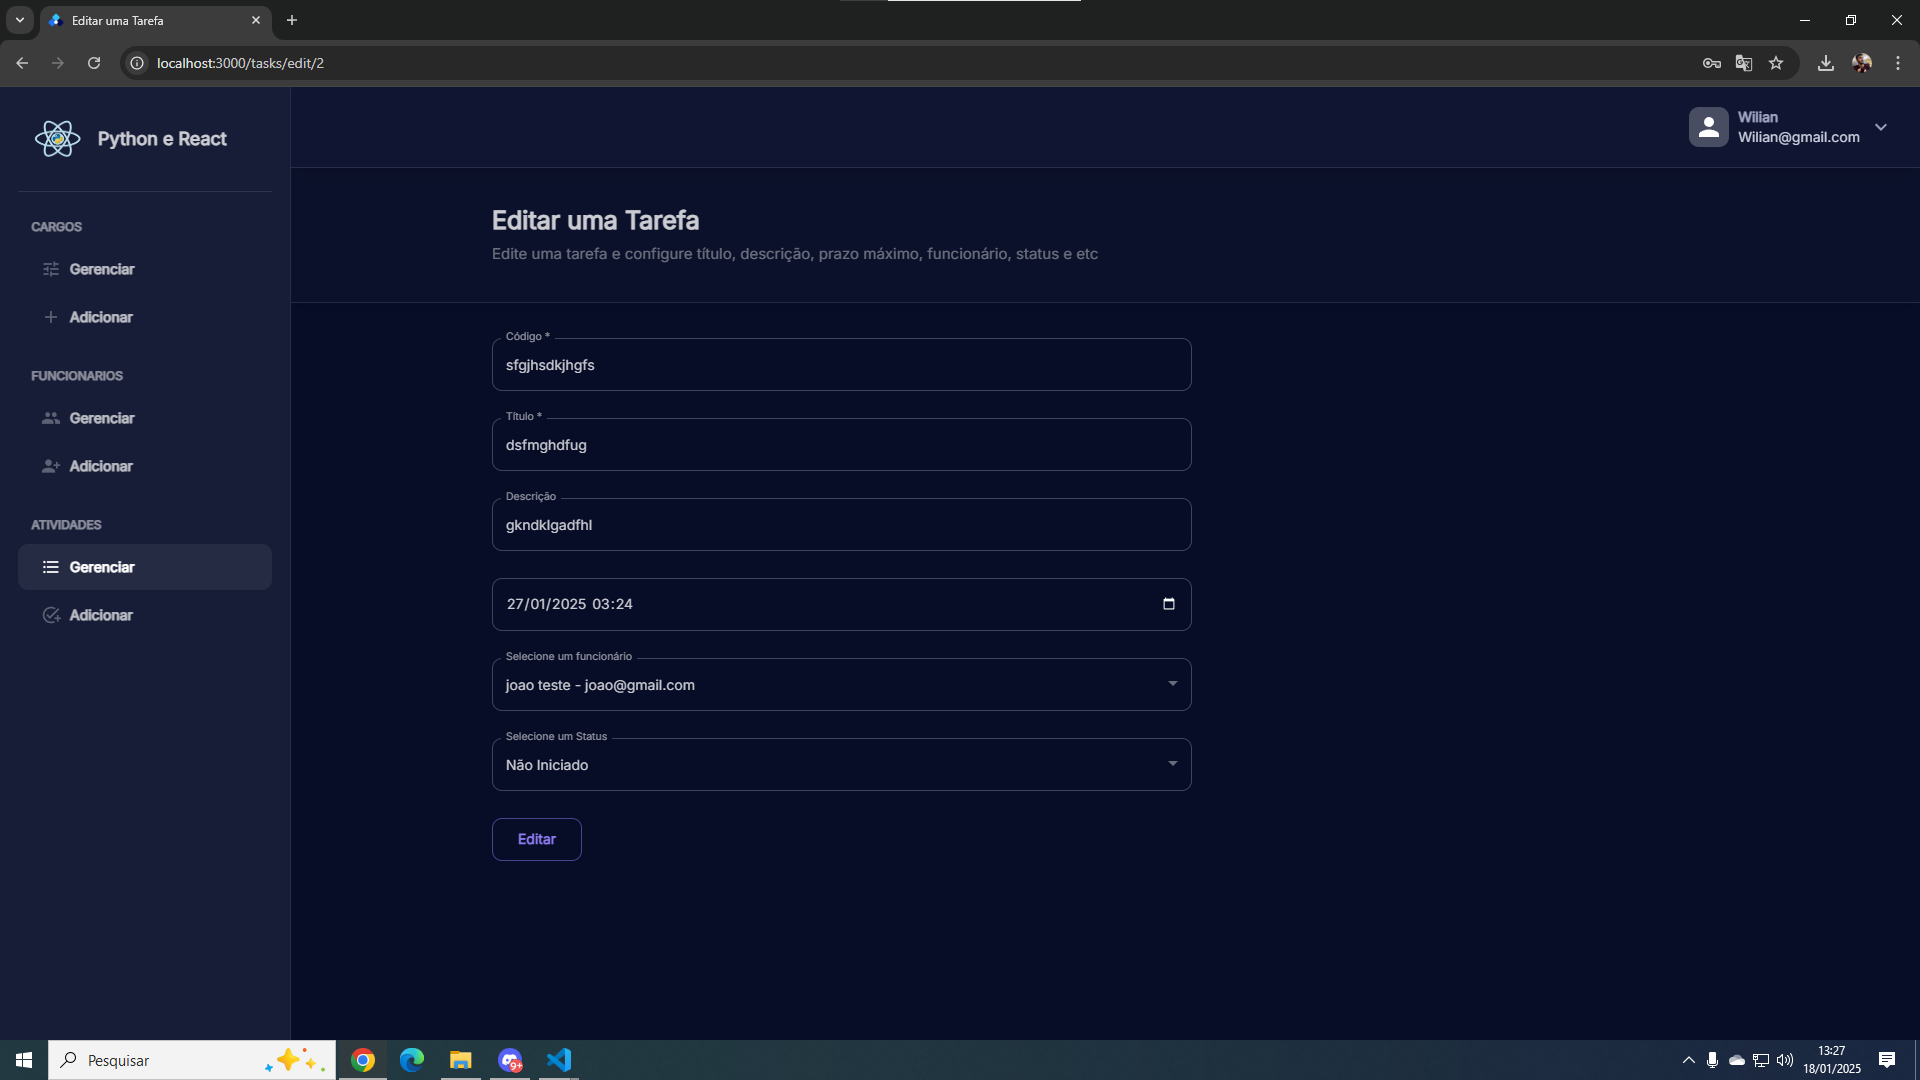 Editar uma Tarefa
localhost:3000/tasks/edit/2
Python e React
Wilian
Wilian@gmail.com
CARGOS
Gerenciar
Adicionar
FUNCIONARIOS
Gerenciar
Adicionar
ATIVIDADES
Gerenciar
Adicionar
Editar uma Tarefa
Edite uma tarefa e configure título, descrição, prazo máximo, funcionário, status e etc
Código *
sfgjhsdkjhgfs
Título *
dsfmghdfug
Descrição
gkndklgadfhl
27/01/2025 03:24
Selecione um funcionário
joao teste - joao@gmail.com
Selecione um Status
Não Iniciado
Editar
Pesquisar
9+
13:27
18/01/2025